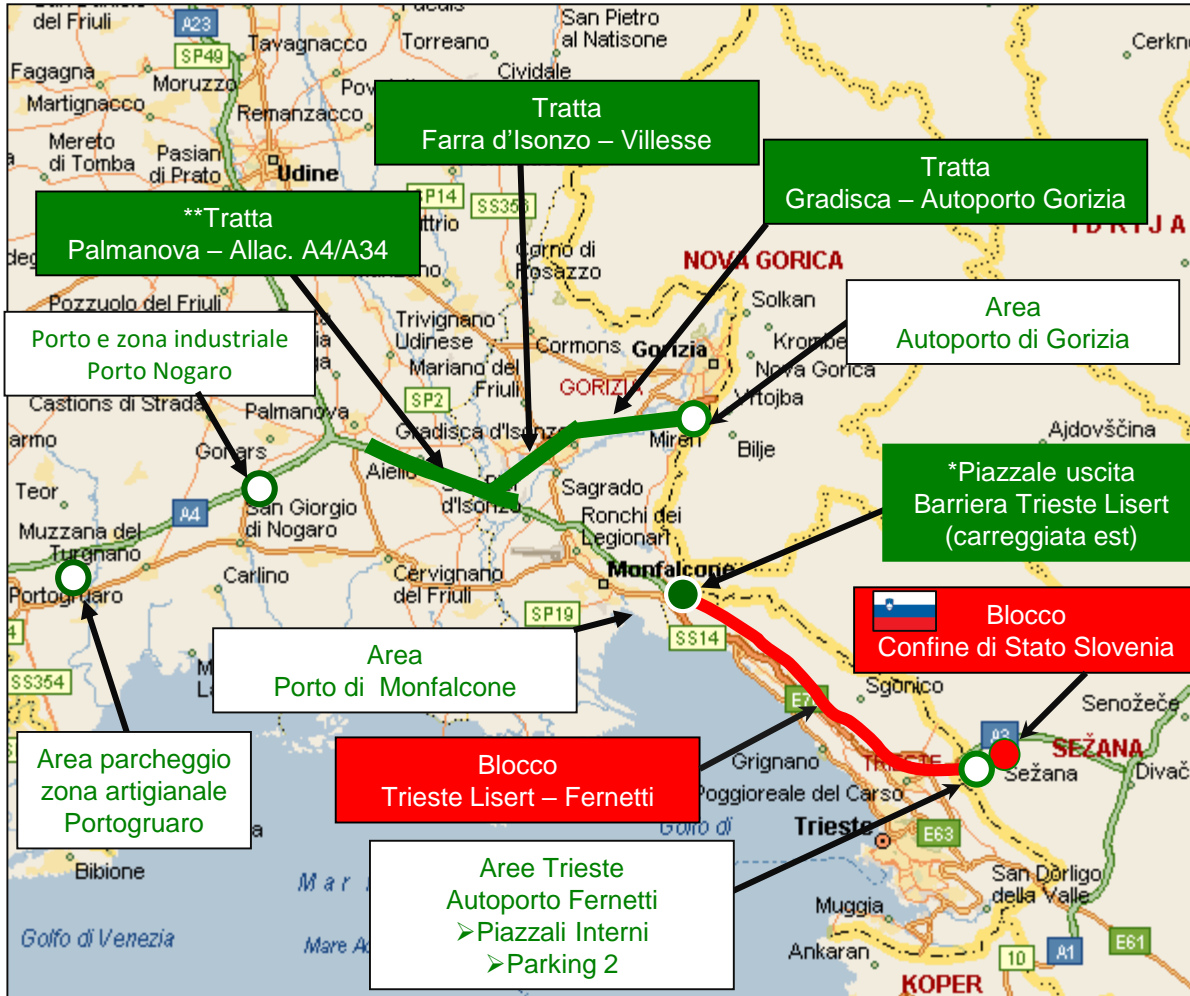 del Friuli
A23
SP49
Tavagnacco
Torreano
San Pietro
al Natisone
Cerkno
Fagagna
Moruzzo
Cividale
Martignacco
Remanzacco
Mereto
di Tomba
Pasian
di Prato
Udine
Tratta
Farra d'Isonzo – Villesse
Tratta
Gradisca – Autoporto Gorizia
SP14
SS356
**Tratta
Palmanova – Allac. A4/A34
Corno di
Rosazzo
NOVA GORICA
Pozzuolo del Friuli
Solkan
Area
Autoporto di Gorizia
Porto e zona industriale
Porto Nogaro
Trivignano
Udinese
Cormons
Gorizia
Nova Gorica
Mariano del
Friuli
GORIZIA
Castions di Strada
SP2
Palmanova
Gradisca d'Isonzo
Miren
Vrtojba
Bilje
Ajdovščina
Gonars
Aiello
*Piazzale uscita
Barriera Trieste Lisert
(carreggiata est)
Teor
A4
San Giorgio
di Nogaro
d'Isonzo
Sagrado
Ronchi dei
Legionari
Muzzana del
Turgnano
Carlino
Cervignano
del Friuli
Monfalcone
Portogruaro
SP19
SS14
Blocco
Confine di Stato Slovenia
Area
Porto di Monfalcone
SS354
Sgonico
Senožeče
Area parcheggio
zona artigianale
Portogruaro
Blocco
Trieste Lisert – Fernetti
Grignano
TRIESTE
SEŽANA
Sežana
Poggioreale del Carso
Golfo di
Trieste
E63
Bibione
Aree Trieste
Autoporto Fernetti
➢Piazzali Interni
➢Parking 2
San Dorligo
della Valle
Mar
Muggia
Golfo di Venezia
Mare
Ankaran
10
A1
E61
KOPER